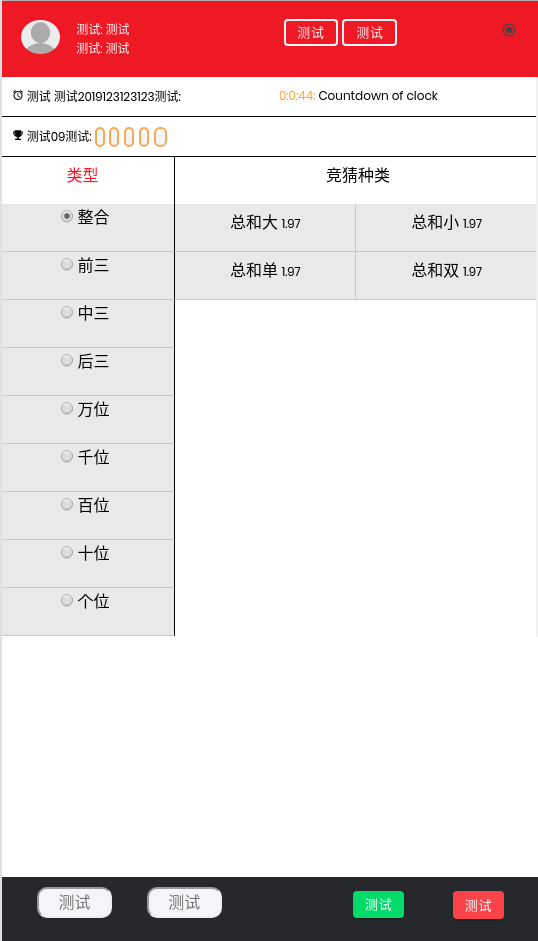 测试: 测试
测试: 测试
测试 测试
测试 测试2019123123123测试: 0:0:44: Countdown of clock
测试09测试: 00000
类型 竞猜种类
整合 总和大 1.97 总和小 1.97
前三 总和单 1.97 总和双 1.97
中三
后三
万位
千位
百位
十位
个位
测试 测试 测试 测试